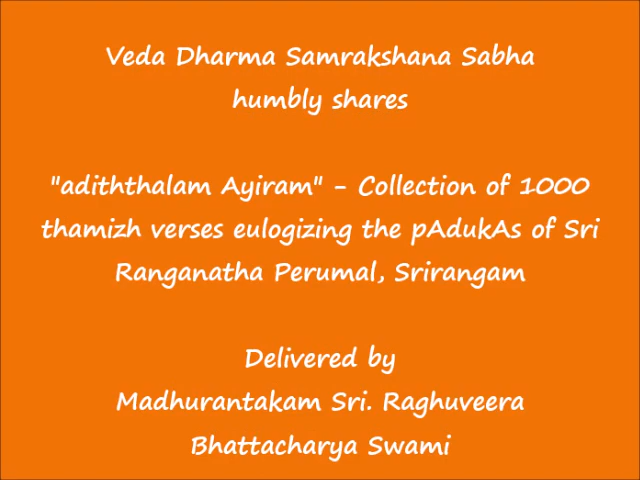 Veda Dharma Samrakshana Sabha
humbly shares
"adiththalam Ayiram" - Collection of 1000
thamizh verses eulogizing the pAdukAs of Sri
Ranganatha Perumal, Srirangam
Delivered by
Madhurantakam Sri. Raghuveera
Bhattacharya Swami